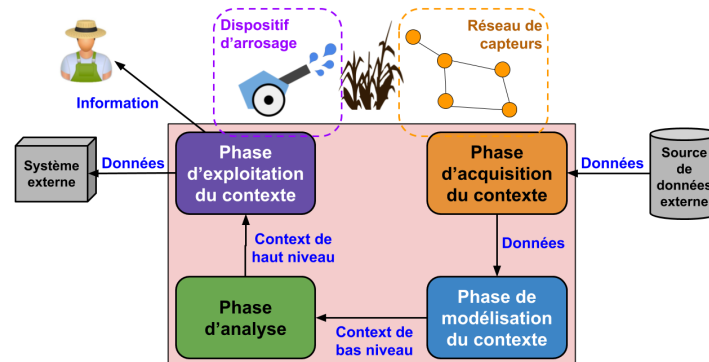 Dispositif
d'arrosage
Réseau de
capteurs
Information
Système
externe
Données
Phase
d'exploitation
du contexte
Phase
d'acquisition
du contexte
Données
Source
de
données
externe
Context de
haut niveau
Données
Phase
d'analyse
Context de
bas niveau
Phase de
modélisation
du contexte